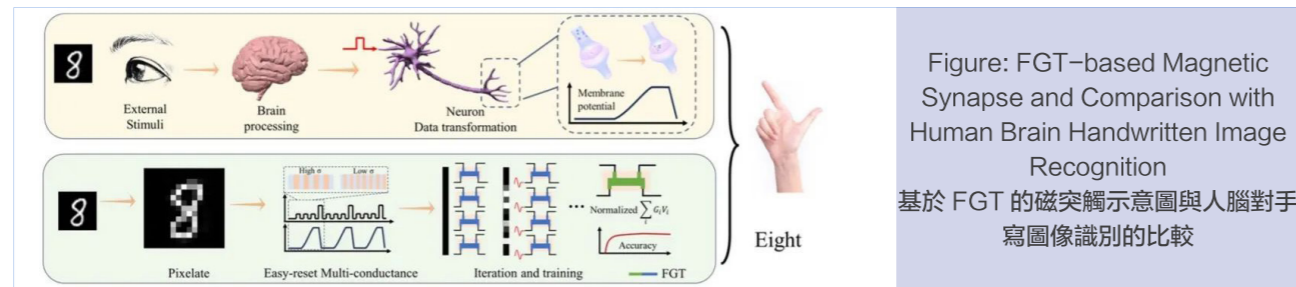 8
External
Stimuli
Brain
processing
Neuron
Data transformation
Membrane
potential
8
8
Pixelate
High σ
Low σ
Easy-reset Multi-conductance
Iteration and training
...
Normalized ∑ GᵢVᵢ
i
Accuracy
FGT
Eight
Figure: FGT-based Magnetic
Synapse and Comparison with
Human Brain Handwritten Image
Recognition
基於 FGT 的磁突觸示意圖與人腦對手
寫圖像識別的比較